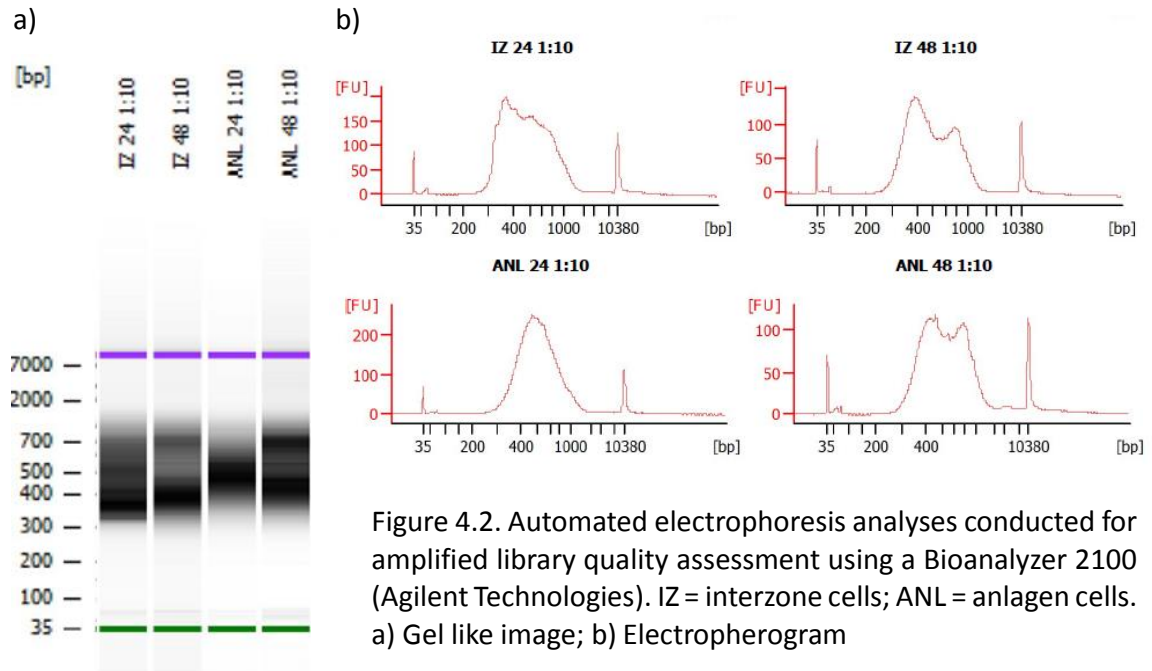 a)
[bp]
IZ 24 1:10
IZ 48 1:10
ANL 24 1:10
ANL 48 1:10
7000
2000
700
500
400
300
200
100
35
b)
IZ 24 1:10
[FU]
150
100
50
0
35 200 400 1000 10380 [bp]
IZ 48 1:10
[FU]
100
50
0
35 200 400 1000 10380 [bp]
ANL 24 1:10
[FU]
200
100
0
35 200 400 1000 10380 [bp]
ANL 48 1:10
[FU]
100
50
0
35 200 400 10380 [bp]
Figure 4.2. Automated electrophoresis analyses conducted for
amplified library quality assessment using a Bioanalyzer 2100
(Agilent Technologies). IZ = interzone cells; ANL = anlagen cells.
a) Gel like image; b) Electropherogram